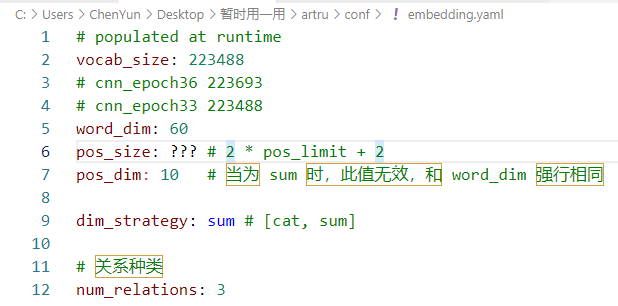 C: > Users > ChenYun > Desktop > 暂时用一用 > artru > conf > ! embedding.yaml
1 # populated at runtime
2 vocab_size: 223488
3 # cnn_epoch36 223693
4 # cnn_epoch33 223488
5 word_dim: 60
6 pos_size: ??? # 2 * pos_limit + 2
7 pos_dim: 10 # 当为 sum 时，此值无效，和 word_dim 强行相同
8
9 dim_strategy: sum # [cat, sum]
10
11 # 关系种类
12 num_relations: 3